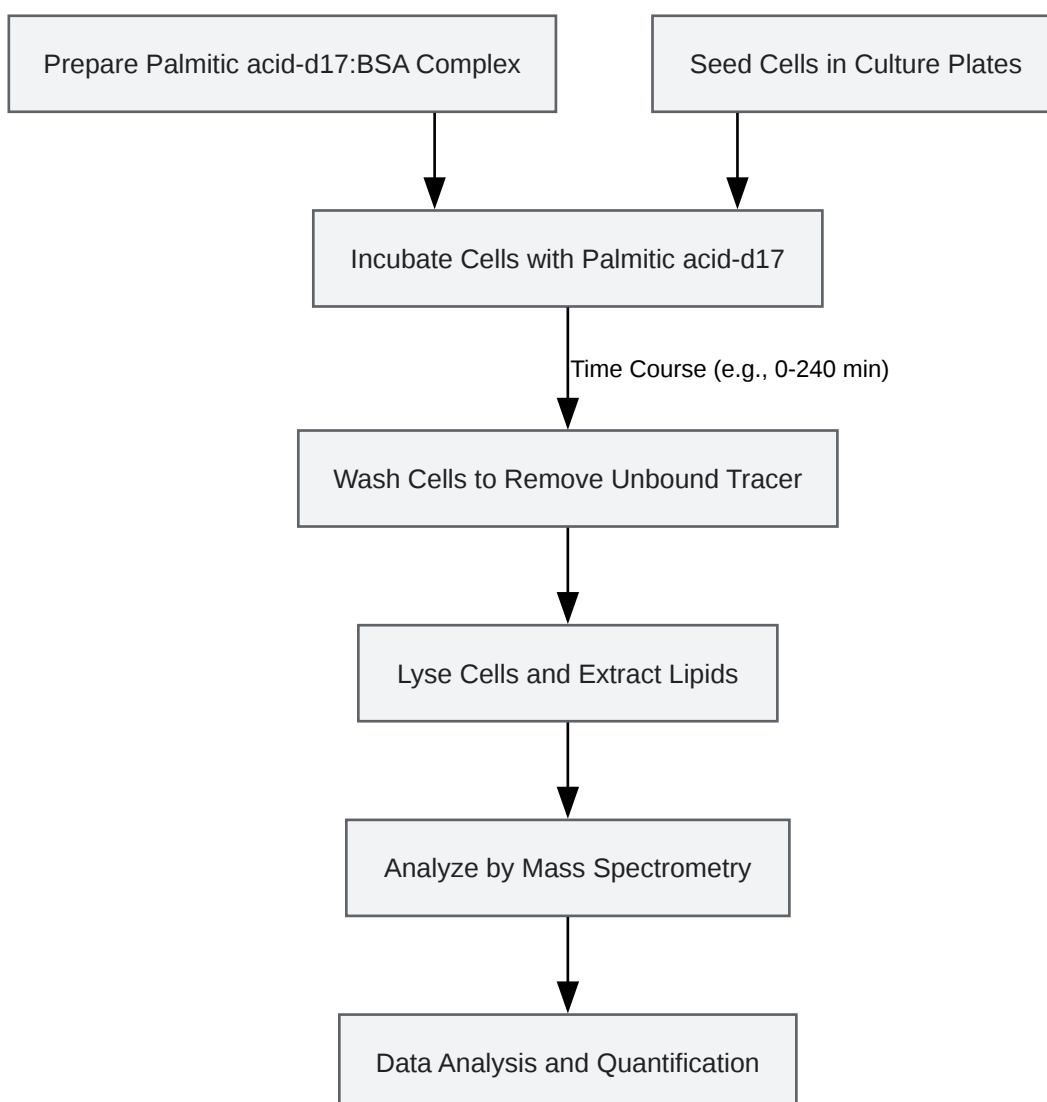 Prepare Palmitic acid-d17:BSA Complex
Seed Cells in Culture Plates
Incubate Cells with Palmitic acid-d17
Time Course (e.g., 0-240 min)
Wash Cells to Remove Unbound Tracer
Lyse Cells and Extract Lipids
Analyze by Mass Spectrometry
Data Analysis and Quantification